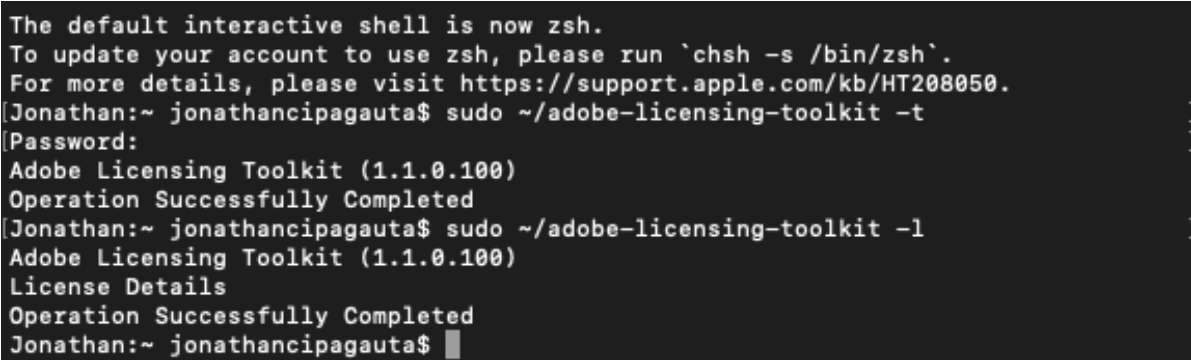 The default interactive shell is now zsh.
To update your account to use zsh, please run `chsh -s /bin/zsh`.
For more details, please visit https://support.apple.com/kb/HT208050.
[Jonathan:~ jonathancipagauta$ sudo ~/adobe-licensing-toolkit -t
[Password:
Adobe Licensing Toolkit (1.1.0.100)
Operation Successfully Completed
[Jonathan:~ jonathancipagauta$ sudo ~/adobe-licensing-toolkit -l
Adobe Licensing Toolkit (1.1.0.100)
License Details
Operation Successfully Completed
Jonathan:~ jonathancipagauta$